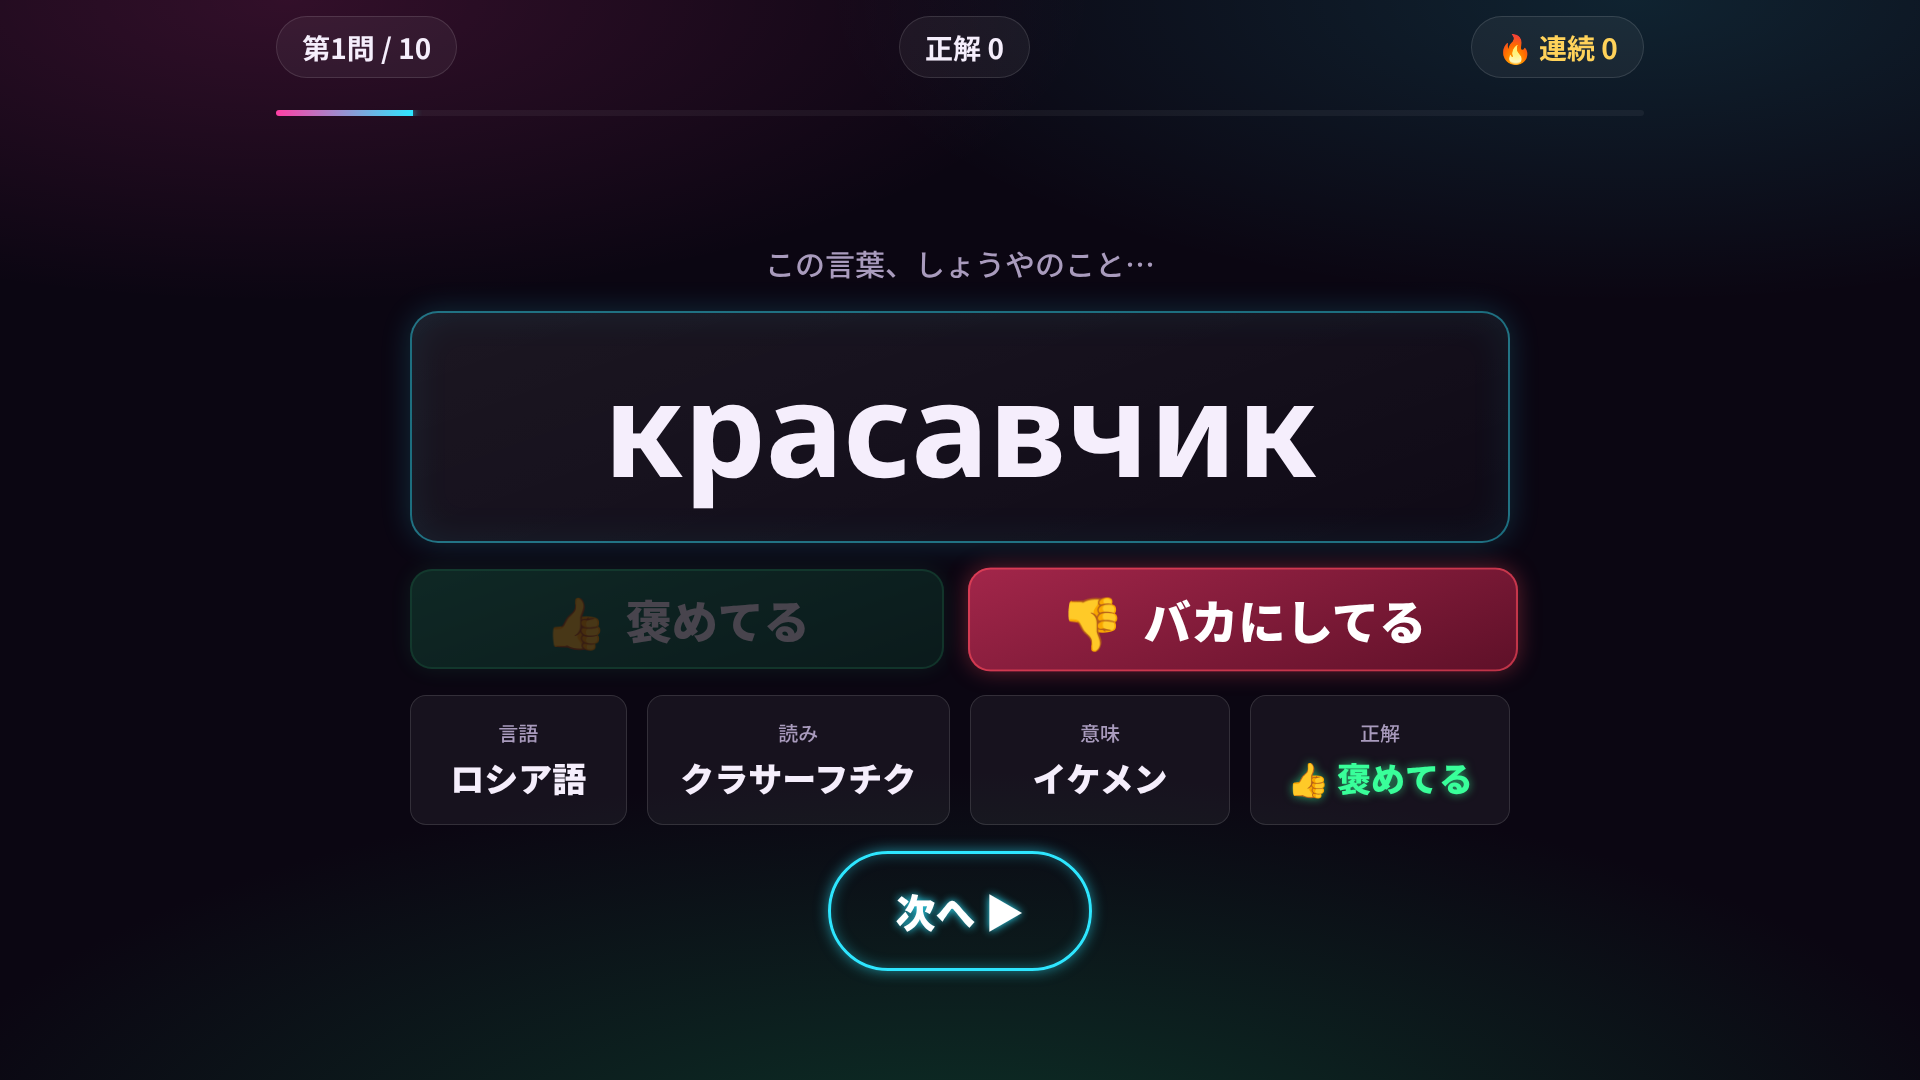 第1問 / 10
正解 0
🔥 連続 0
この言葉、しょうやのこと…
красавчик
👍 褒めてる
👎 バカにしてる
言語
ロシア語
読み
クラサーフチク
意味
イケメン
正解
👍 褒めてる
次へ ▶